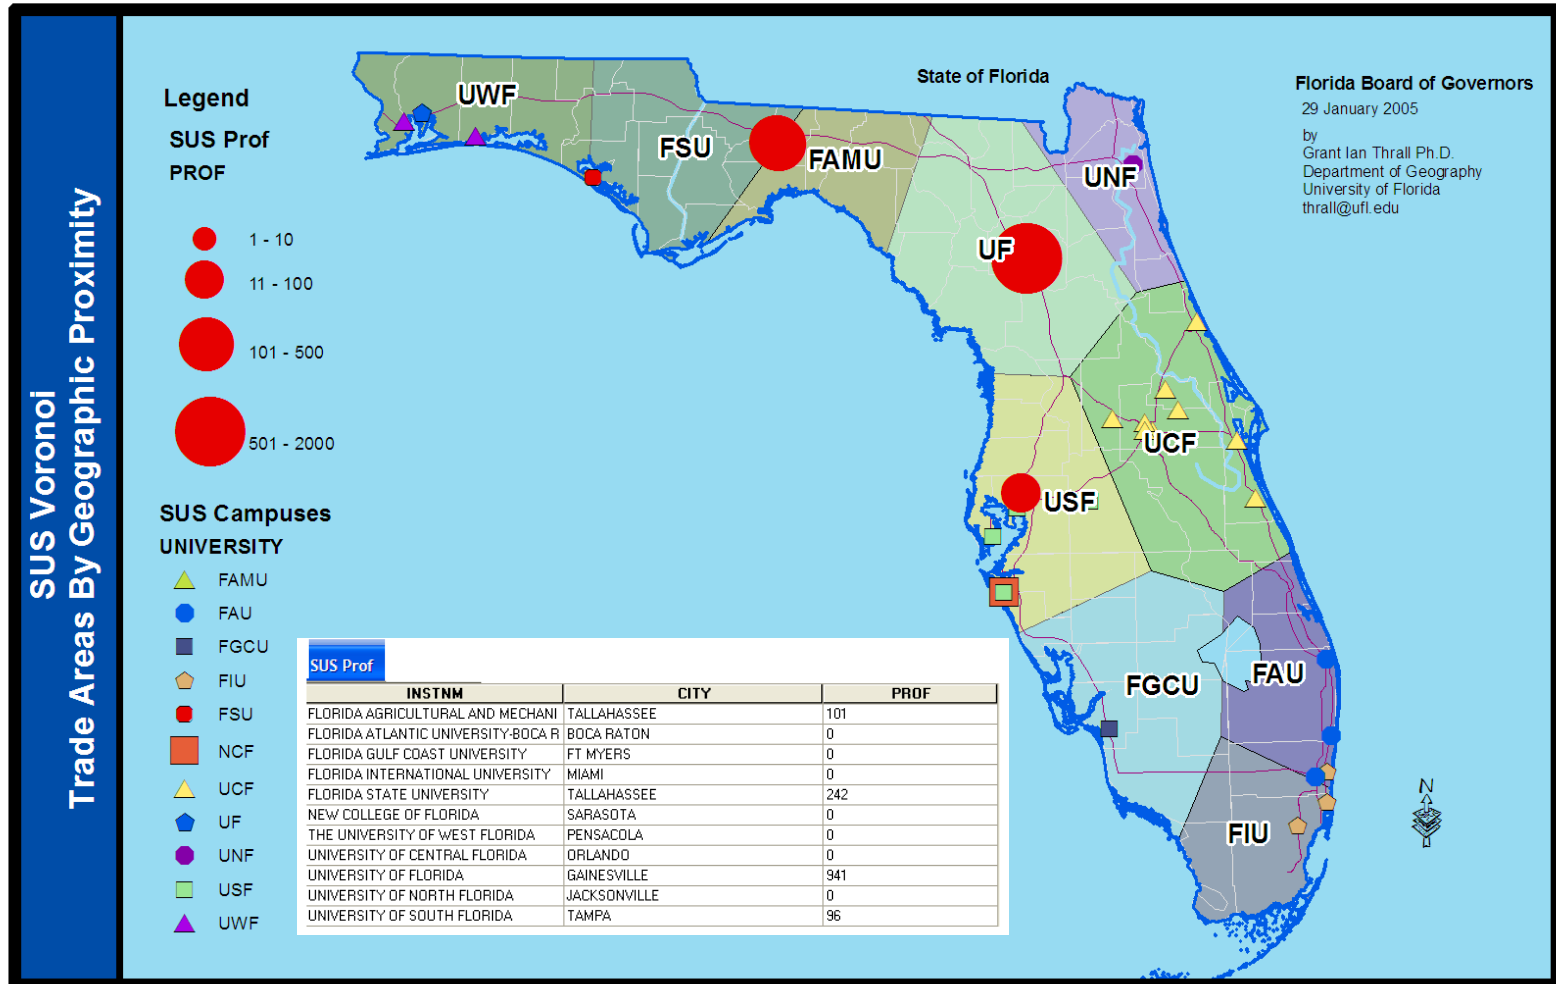 SUS Voronoi
Trade Areas By Geographic Proximity
Legend
SUS Prof
PROF
1 - 10
11 - 100
101 - 500
501 - 2000
SUS Campuses
UNIVERSITY
FAMU
FAU
FGCU
FIU
FSU
NCF
UCF
UF
UNF
USF
UWF
State of Florida
Florida Board of Governors
29 January 2005
by
Grant Ian Thrall Ph.D.
Department of Geography
University of Florida
thrall@ufl.edu
UWF
FSU
FAMU
UNF
UF
UCF
USF
FGCU
FAU
FIU
N
SUS Prof
INSTNM CITY PROF
FLORIDA AGRICULTURAL AND MECHANI TALLAHASSEE 101
FLORIDA ATLANTIC UNIVERSITY-BOCA R BOCA RATON 0
FLORIDA GULF COAST UNIVERSITY FT MYERS 0
FLORIDA INTERNATIONAL UNIVERSITY MIAMI 0
FLORIDA STATE UNIVERSITY TALLAHASSEE 242
NEW COLLEGE OF FLORIDA SARASOTA 0
THE UNIVERSITY OF WEST FLORIDA PENSACOLA 0
UNIVERSITY OF CENTRAL FLORIDA ORLANDO 0
UNIVERSITY OF FLORIDA GAINESVILLE 941
UNIVERSITY OF NORTH FLORIDA JACKSONVILLE 0
UNIVERSITY OF SOUTH FLORIDA TAMPA 96